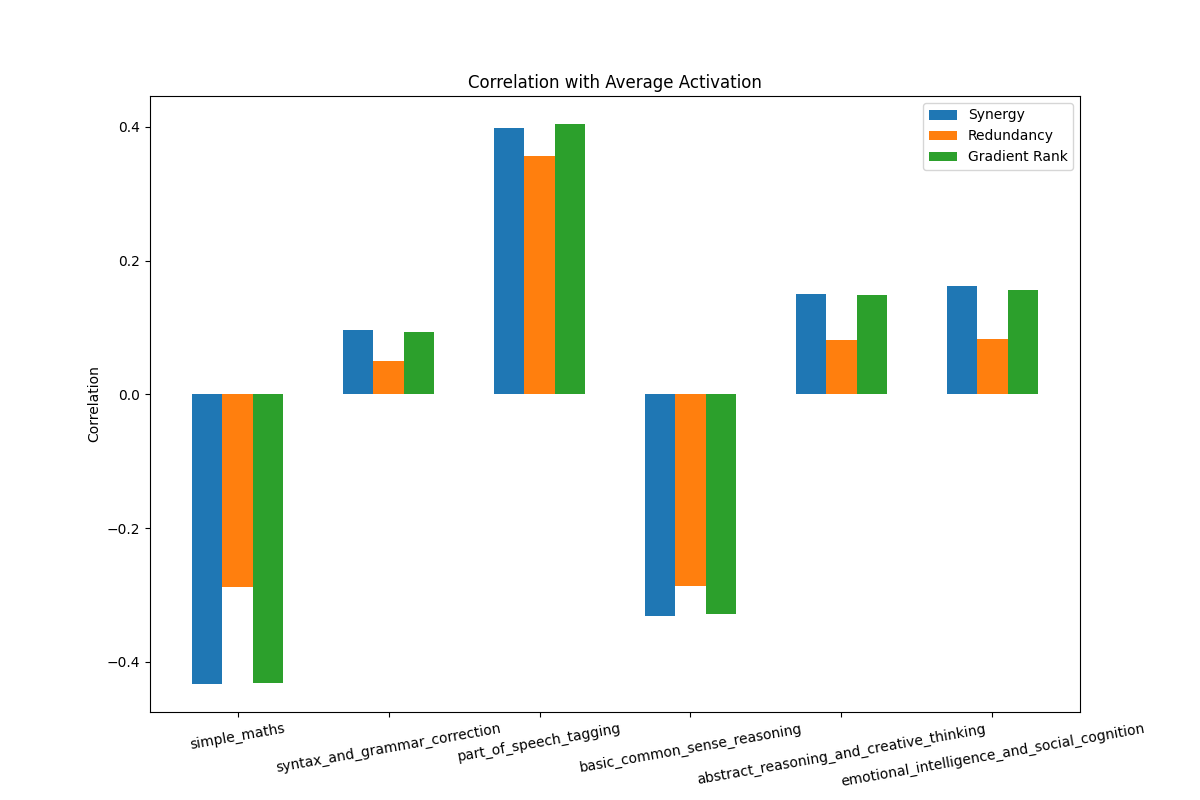 Correlation with Average Activation
Synergy
Redundancy
Gradient Rank
Correlation
0.4
0.2
0.0
−0.2
−0.4
simple_maths
syntax_and_grammar_correction
part_of_speech_tagging
basic_common_sense_reasoning
abstract_reasoning_and_creative_thinking
emotional_intelligence_and_social_cognition